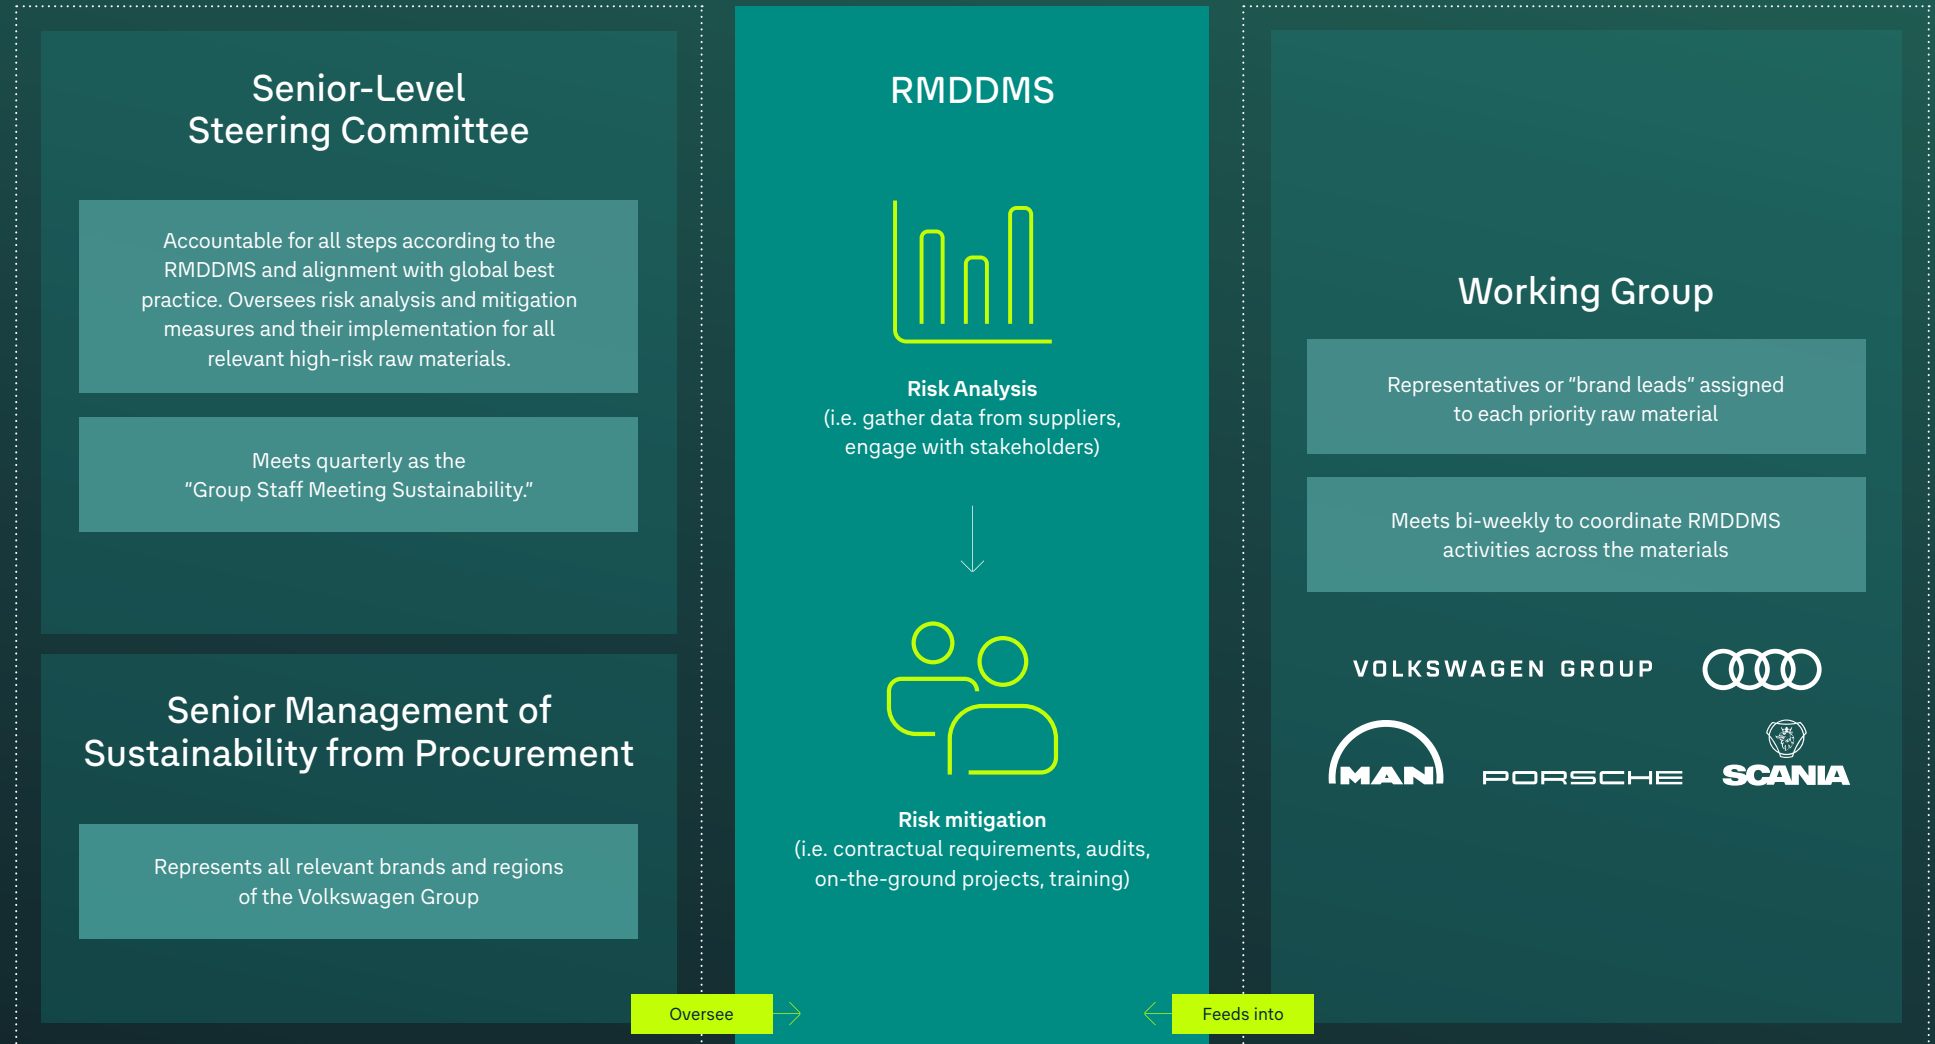 Senior-Level
Steering Committee
Accountable for all steps according to the
RMDDMS and alignment with global best
practice. Oversees risk analysis and mitigation
measures and their implementation for all
relevant high-risk raw materials.
Meets quarterly as the
“Group Staff Meeting Sustainability.”
Senior Management of
Sustainability from Procurement
Represents all relevant brands and regions
of the Volkswagen Group
Oversee
RMDDMS
Risk Analysis
(i.e. gather data from suppliers,
engage with stakeholders)
Risk mitigation
(i.e. contractual requirements, audits,
on-the-ground projects, training)
Working Group
Representatives or “brand leads” assigned
to each priority raw material
Meets bi-weekly to coordinate RMDDMS
activities across the materials
VOLKSWAGEN GROUP
MAN
PORSCHE
SCANIA
Feeds into